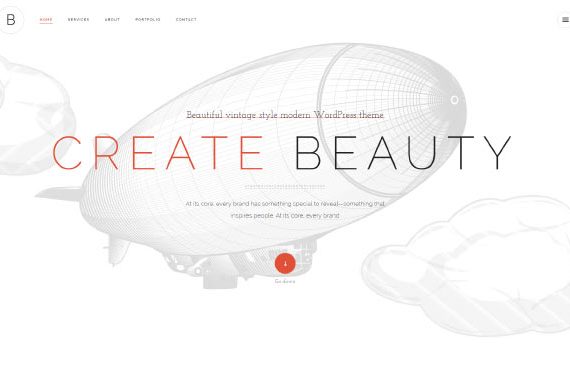 B
HOME SERVICES ABOUT PORTFOLIO CONTACT
Beautiful vintage style modern WordPress theme
CREATE BEAUTY
At its core, every brand has something special to reveal—something that
inspires people. At its core, every brand
Go down